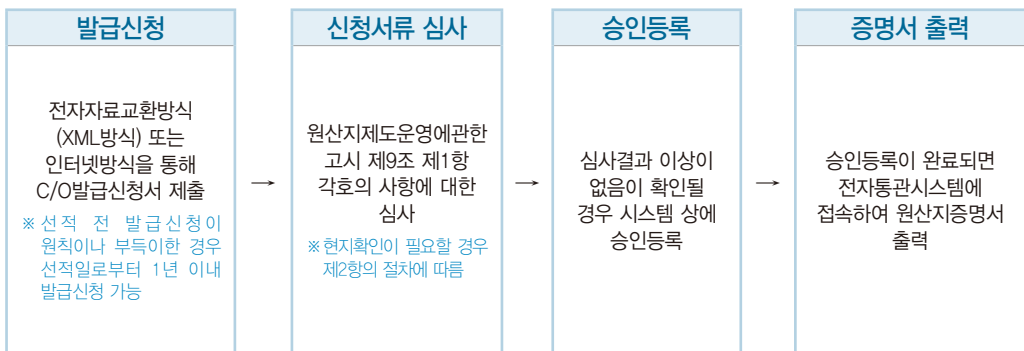 발급신청
전자자료교환방식
(XML방식) 또는
인터넷방식을 통해
C/O발급신청서 제출
※ 선적 전 발급신청이
원칙이나 부득이한 경우
선적일로부터 1년 이내
발급신청 가능
→
신청서류 심사
원산지제도운영에관한
고시 제9조 제1항
각호의 사항에 대한
심사
※ 현지확인이 필요할 경우
제2항의 절차에 따름
→
승인등록
심사결과 이상이
없음이 확인될
경우 시스템 상에
승인등록
→
증명서 출력
승인등록이 완료되면
전자통관시스템에
접속하여 원산지증명서
출력